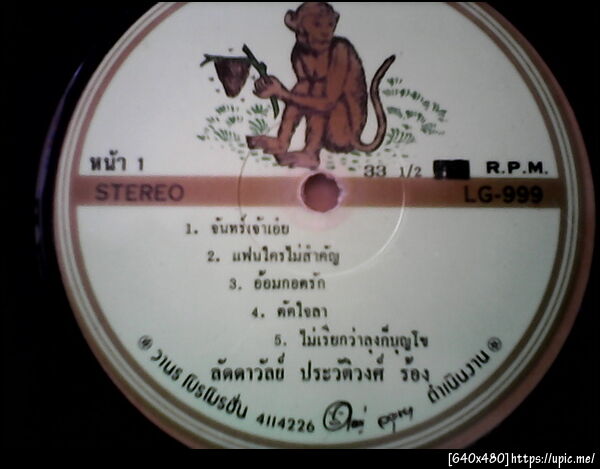 หน้า 1
33 1/2 R.P.M.
STEREO LG-999
1. จันทร์เจ้าเอ๋ย
2. แฟนใครไม่สำคัญ
3. อ้อมกอดรัก
4. ตัดใจลา
5. ไม่เรียกว่าลุงก็บุญโข
ลัดดาวัลย์ ประวัติวงศ์ ร้อง
วานร โปรโมรชั่น 4114226 ดำเนินงาน
[640x480]https://upic.me/